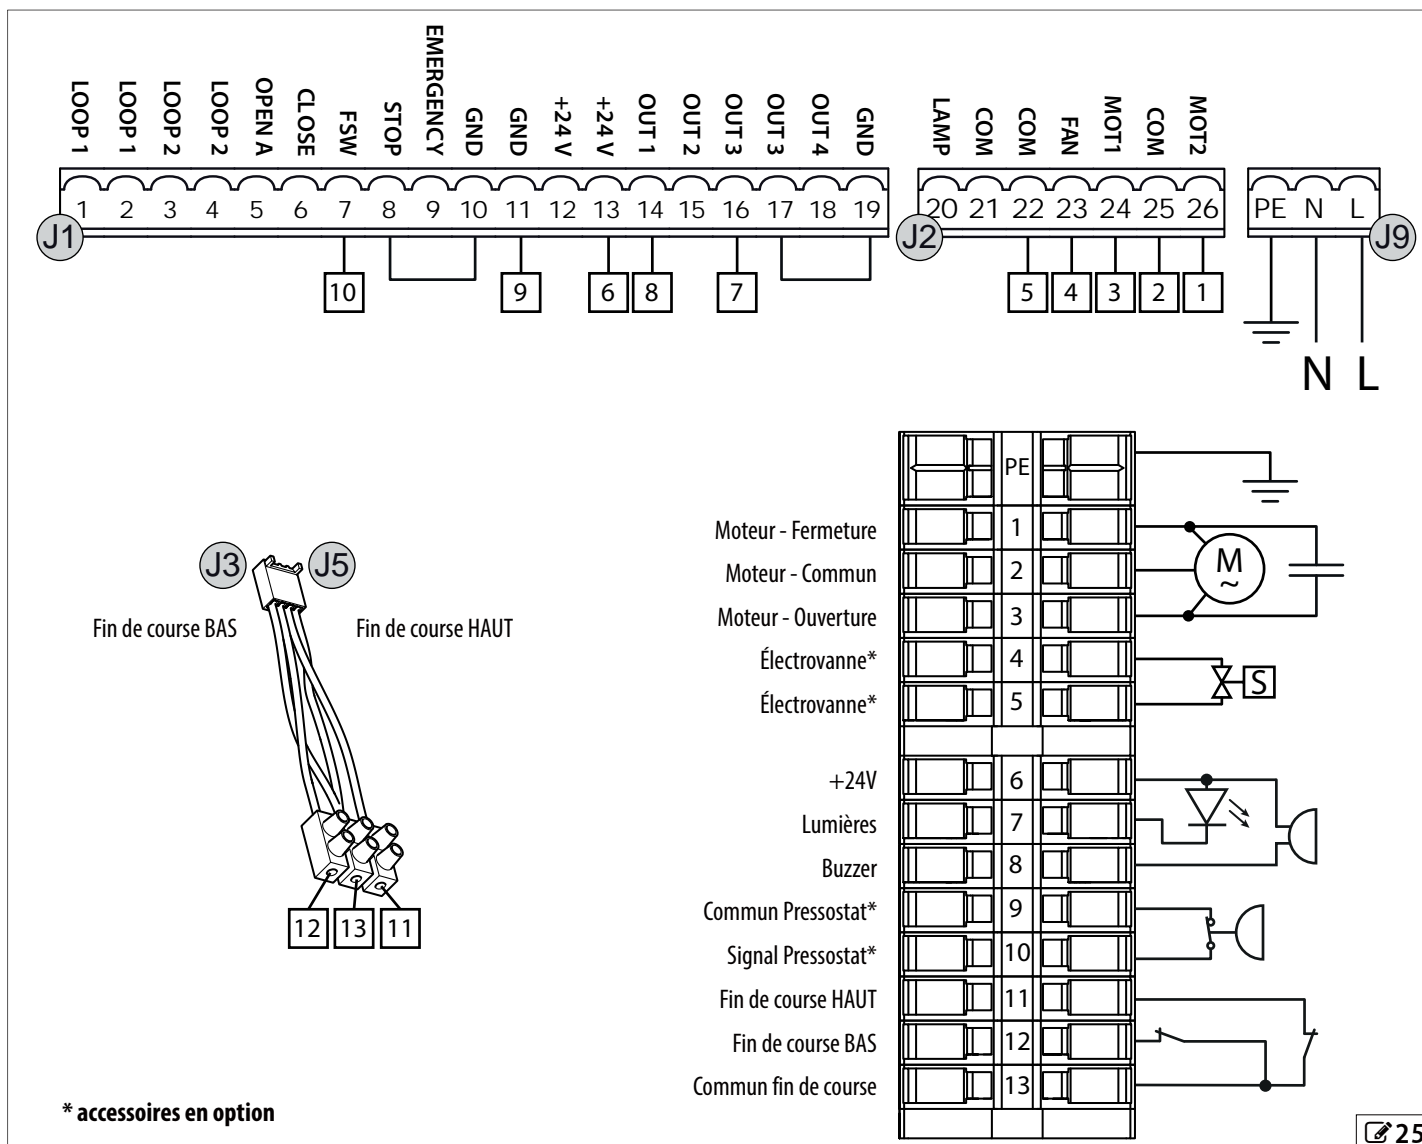 LOOP 1 LOOP 1 LOOP 2 LOOP 2 OPEN A CLOSE FSW STOP EMERGENCY GND GND +24 V +24 V OUT 1 OUT 2 OUT 3 OUT 3 OUT 4 GND
LAMP COM COM FAN MOT1 COM MOT2
1 2 3 4 5 6 7 8 9 10 11 12 13 14 15 16 17 18 19
20 21 22 23 24 25 26
PE N L
J1
J2
J9
10 9 6 8 7
5 4 3 2 1
N L
PE
Moteur - Fermeture 1
Moteur - Commun 2
Moteur - Ouverture 3
M
~
Électrovanne* 4
Électrovanne* 5
S
+24V 6
Lumières 7
Buzzer 8
Commun Pressostat* 9
Signal Pressostat* 10
Fin de course HAUT 11
Fin de course BAS 12
Commun fin de course 13
J3 J5
Fin de course BAS
Fin de course HAUT
12 13 11
* accessoires en option
25